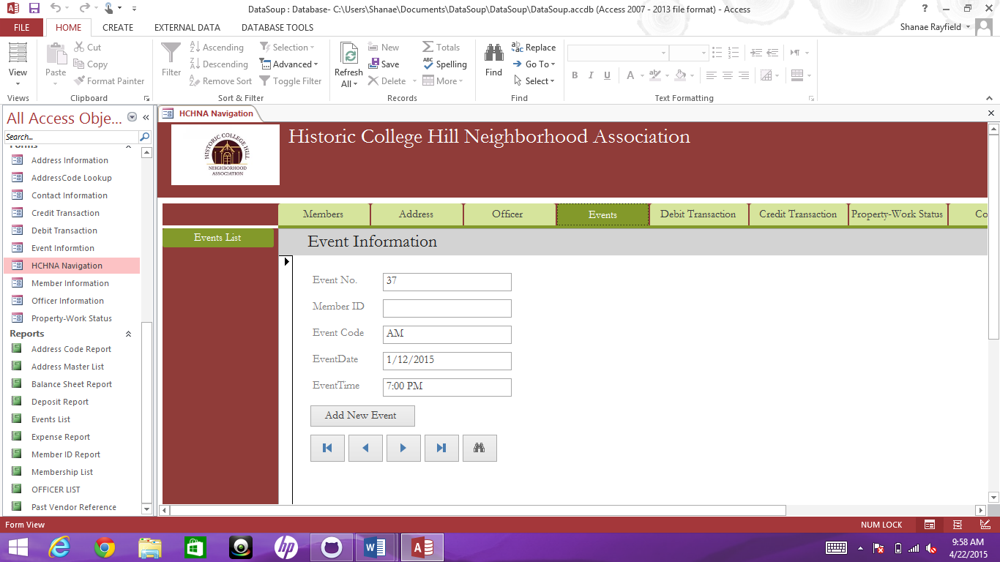 DataSoup : Database- C:\Users\Shanae\Documents\DataSoup\DataSoup\DataSoup.accdb (Access 2007 - 2013 file format) - Access
FILE HOME CREATE EXTERNAL DATA DATABASE TOOLS Shanae Rayfield
View
Views
Paste
Cut
Copy
Format Painter
Clipboard
Filter
Ascending
Descending
Remove Sort
Selection
Advanced
Toggle Filter
Sort & Filter
Refresh
All
New
Save
Delete
Totals
Spelling
More
Records
Find
Replace
Go To
Select
Find
B I U A
Text Formatting
All Access Obje...
Search...
Forms
Address Information
AddressCode Lookup
Contact Information
Credit Transaction
Debit Transaction
Event Informtion
HCHNA Navigation
Member Information
Officer Information
Property-Work Status
Reports
Address Code Report
Address Master List
Balance Sheet Report
Deposit Report
Events List
Expense Report
Member ID Report
Membership List
OFFICER LIST
Past Vendor Reference
HCHNA Navigation
HISTORIC COLLEGE HILL
NEIGHBORHOOD
ASSOCIATION
Historic College Hill Neighborhood Association
Members Address Officer Events Debit Transaction Credit Transaction Property-Work Status Co
Events List
Event Information
Event No. 37
Member ID
Event Code AM
EventDate 1/12/2015
EventTime 7:00 PM
Add New Event
Form View NUM LOCK
9:58 AM
4/22/2015